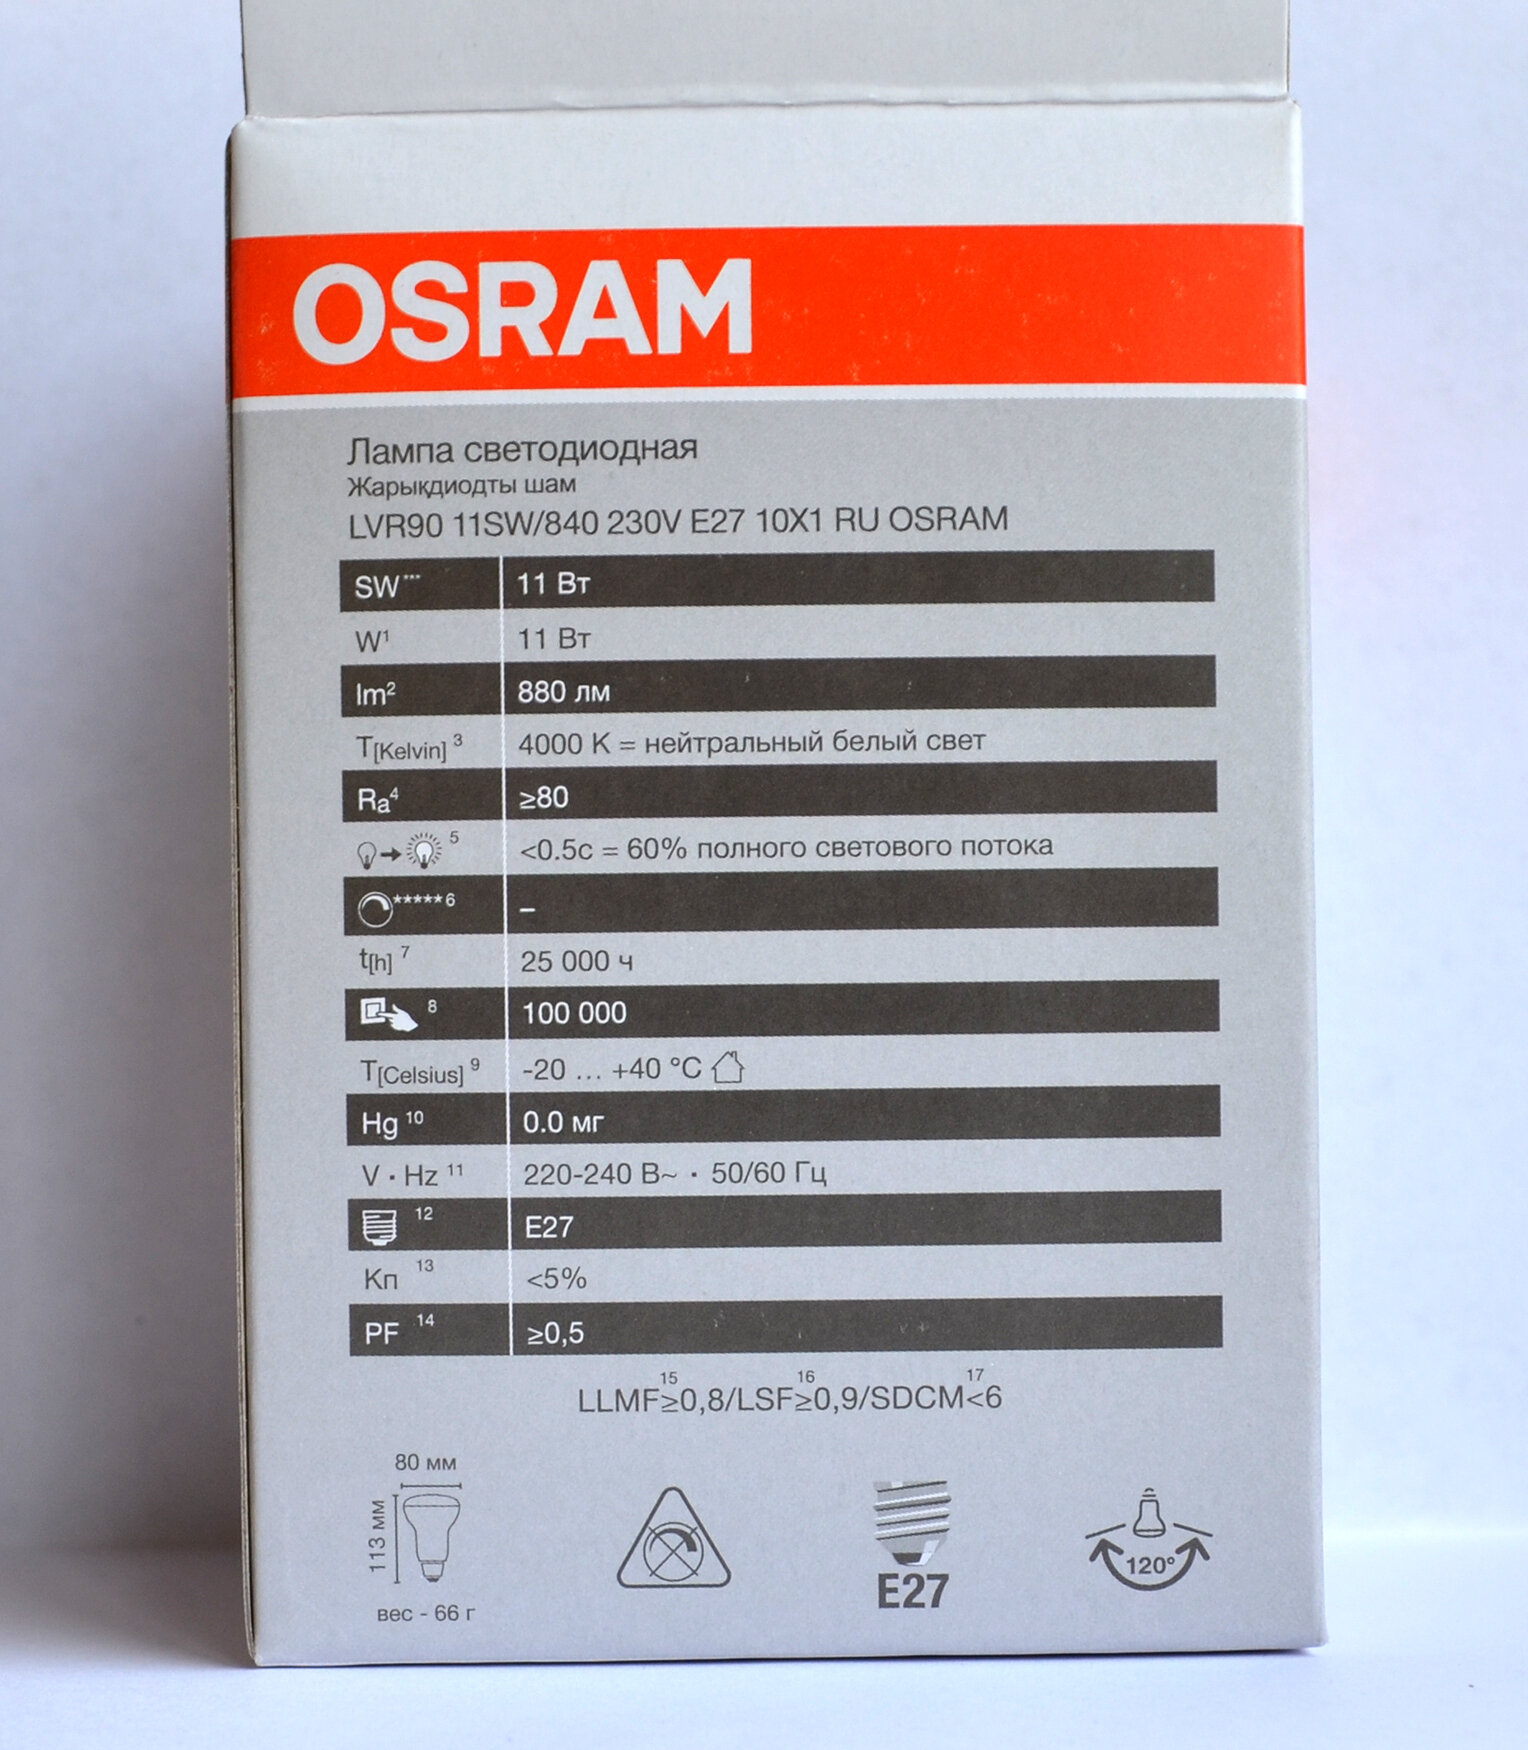 OSRAM
Лампа светодиодная
Жарықдиодты шам
LVR90 11SW/840 230V E27 10X1 RU OSRAM
SW*** 11 Вт
W¹ 11 Вт
lm² 880 лм
T[Kelvin] ³ 4000 K = нейтральный белый свет
Ra⁴ ≥80
5 <0.5с = 60% полного светового потока
*****6 –
t[h] ⁷ 25 000 ч
8 100 000
T[Celsius] ⁹ -20 ... +40 °C
Hg ¹⁰ 0.0 мг
V · Hz ¹¹ 220-240 В~ · 50/60 Гц
12 E27
Кп ¹³ <5%
PF ¹⁴ ≥0,5
15 16 17
LLMF≥0,8/LSF≥0,9/SDCM<6
80 мм
113 мм
вес - 66 г
E27
120°